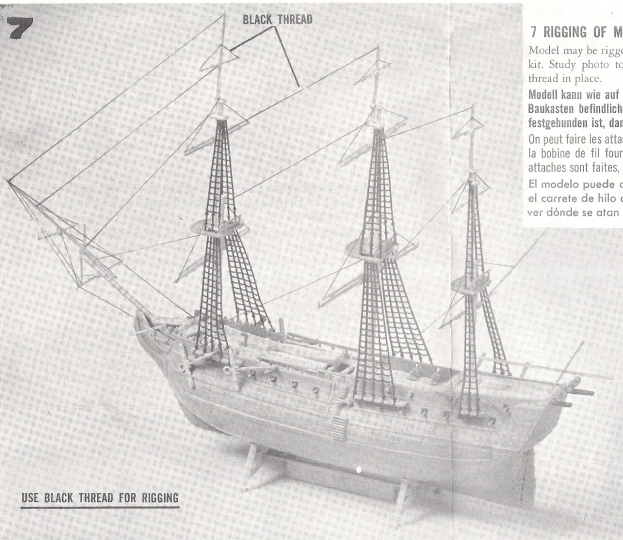 7
BLACK THREAD
7 RIGGING OF M
Model may be rigge
kit. Study photo to
thread in place.
Modell kann wie auf
Baukasten befindlich
festgebunden ist, dar
On peut faire les attac
la bobine de fil four
attaches sont faites,
El modelo puede
el carrete de hilo
ver dónde se atan
USE BLACK THREAD FOR RIGGING